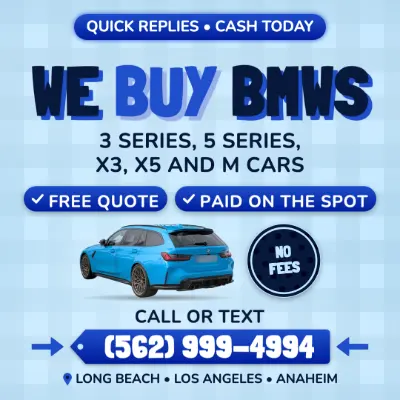 QUICK REPLIES • CASH TODAY
WE BUY BMWS
3 SERIES, 5 SERIES,
X3, X5 AND M CARS
✓ FREE QUOTE ✓ PAID ON THE SPOT
NO
FEES
CALL OR TEXT
(562) 999-4994
LONG BEACH • LOS ANGELES • ANAHEIM